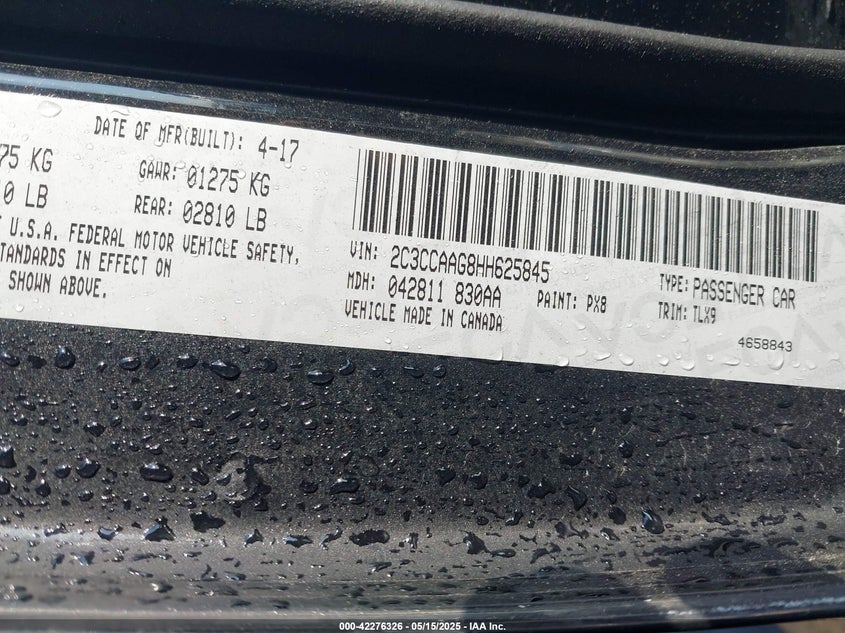 DATE OF MFR(BUILT): 4-17
75 KG GAWR: 01275 KG
0 LB REAR: 02810 LB
U.S.A. FEDERAL MOTOR VEHICLE SAFETY,
STANDARDS IN EFFECT ON
SHOWN ABOVE.
VIN: 2C3CCAAG8HH625845 TYPE: PASSENGER CAR
MDH: 042811 830AA PAINT: PX8 TRIM: TLX9
VEHICLE MADE IN CANADA 4658843
000-42276326 - 05/15/2025 - IAA Inc.